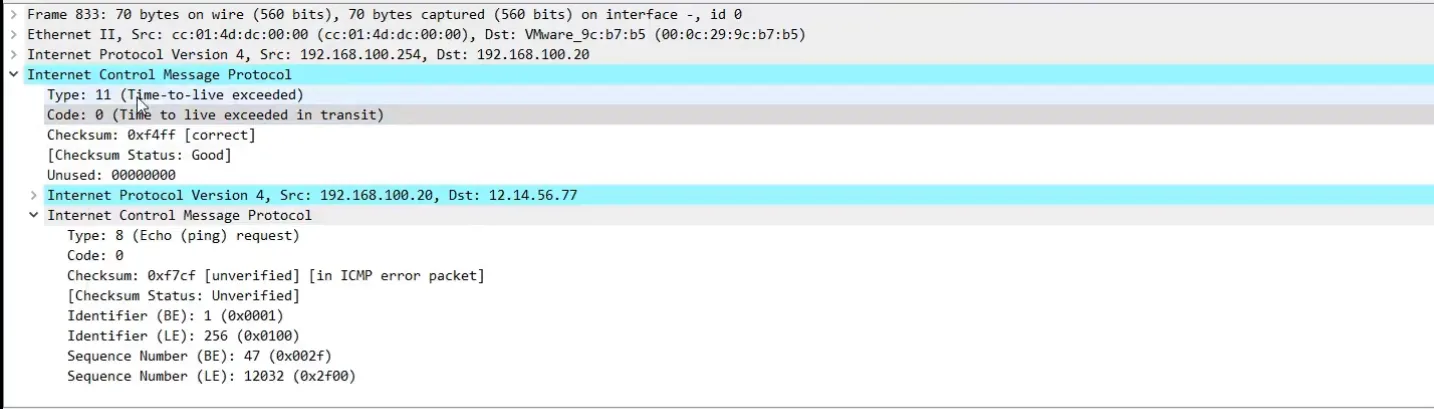 Frame 833: 70 bytes on wire (560 bits), 70 bytes captured (560 bits) on interface -, id 0
Ethernet II, Src: cc:01:4d:dc:00:00 (cc:01:4d:dc:00:00), Dst: VMware_9c:b7:b5 (00:0c:29:9c:b7:b5)
Internet Protocol Version 4, Src: 192.168.100.254, Dst: 192.168.100.20
Internet Control Message Protocol
Type: 11 (Time-to-live exceeded)
Code: 0 (Time to live exceeded in transit)
Checksum: 0xf4ff [correct]
[Checksum Status: Good]
Unused: 00000000
Internet Protocol Version 4, Src: 192.168.100.20, Dst: 12.14.56.77
Internet Control Message Protocol
Type: 8 (Echo (ping) request)
Code: 0
Checksum: 0xf7cf [unverified] [in ICMP error packet]
[Checksum Status: Unverified]
Identifier (BE): 1 (0x0001)
Identifier (LE): 256 (0x0100)
Sequence Number (BE): 47 (0x002f)
Sequence Number (LE): 12032 (0x2f00)